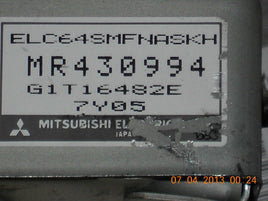 ELC64SMFNASKH
MR430994
G1T16482E
7Y05
MITSUBISHI ELECTRIC
JAPAN
07 04 2013 00 24